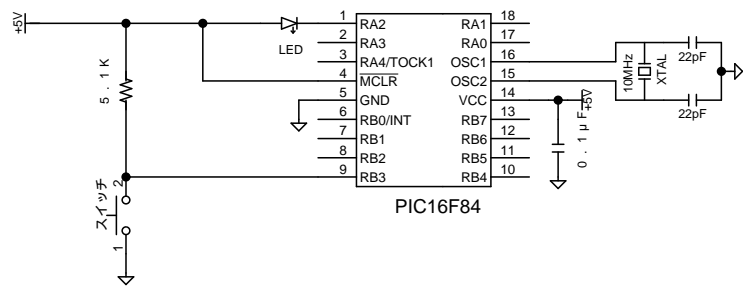 +5V
LED
5.1K
スイッチ
2
1
1 RA2
2 RA3
3 RA4/TOCK1
4 MCLR
5 GND
6 RB0/INT
7 RB1
8 RB2
9 RB3
RA1 18
RA0 17
OSC1 16
OSC2 15
VCC 14
RB7 13
RB6 12
RB5 11
RB4 10
PIC16F84
+5V
0.1μF
10MHz
XTAL
22pF
22pF